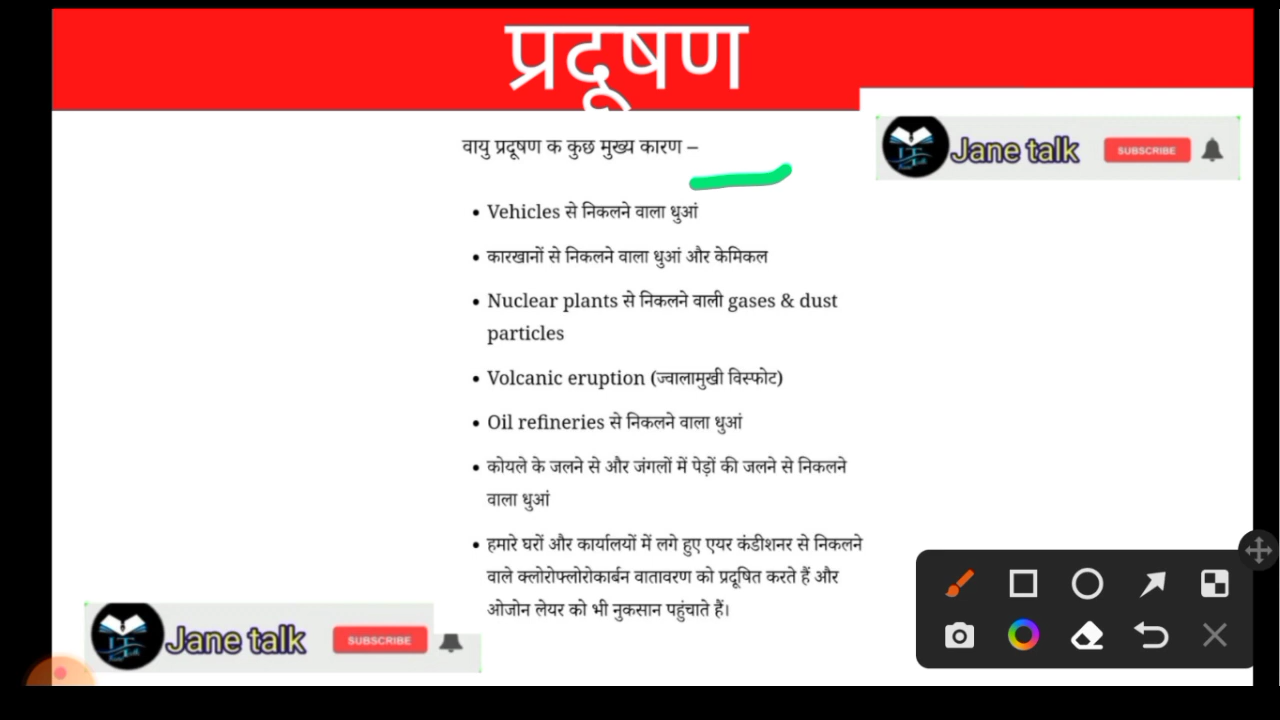 प्रदूषण
वायु प्रदूषण क कुछ मुख्य कारण –
Jane talk
SUBSCRIBE
• Vehicles से निकलने वाला धुआं
• कारखानों से निकलने वाला धुआं और केमिकल
• Nuclear plants से निकलने वाली gases & dust
particles
• Volcanic eruption (ज्वालामुखी विस्फोट)
• Oil refineries से निकलने वाला धुआं
• कोयले के जलने से और जंगलों में पेड़ों की जलने से निकलने
वाला धुआं
• हमारे घरों और कार्यालयों में लगे हुए एयर कंडीशनर से निकलने
वाले क्लोरोफ्लोरोकार्बन वातावरण को प्रदूषित करते हैं और
ओजोन लेयर को भी नुकसान पहुंचाते हैं।
Jane talk
SUBSCRIBE